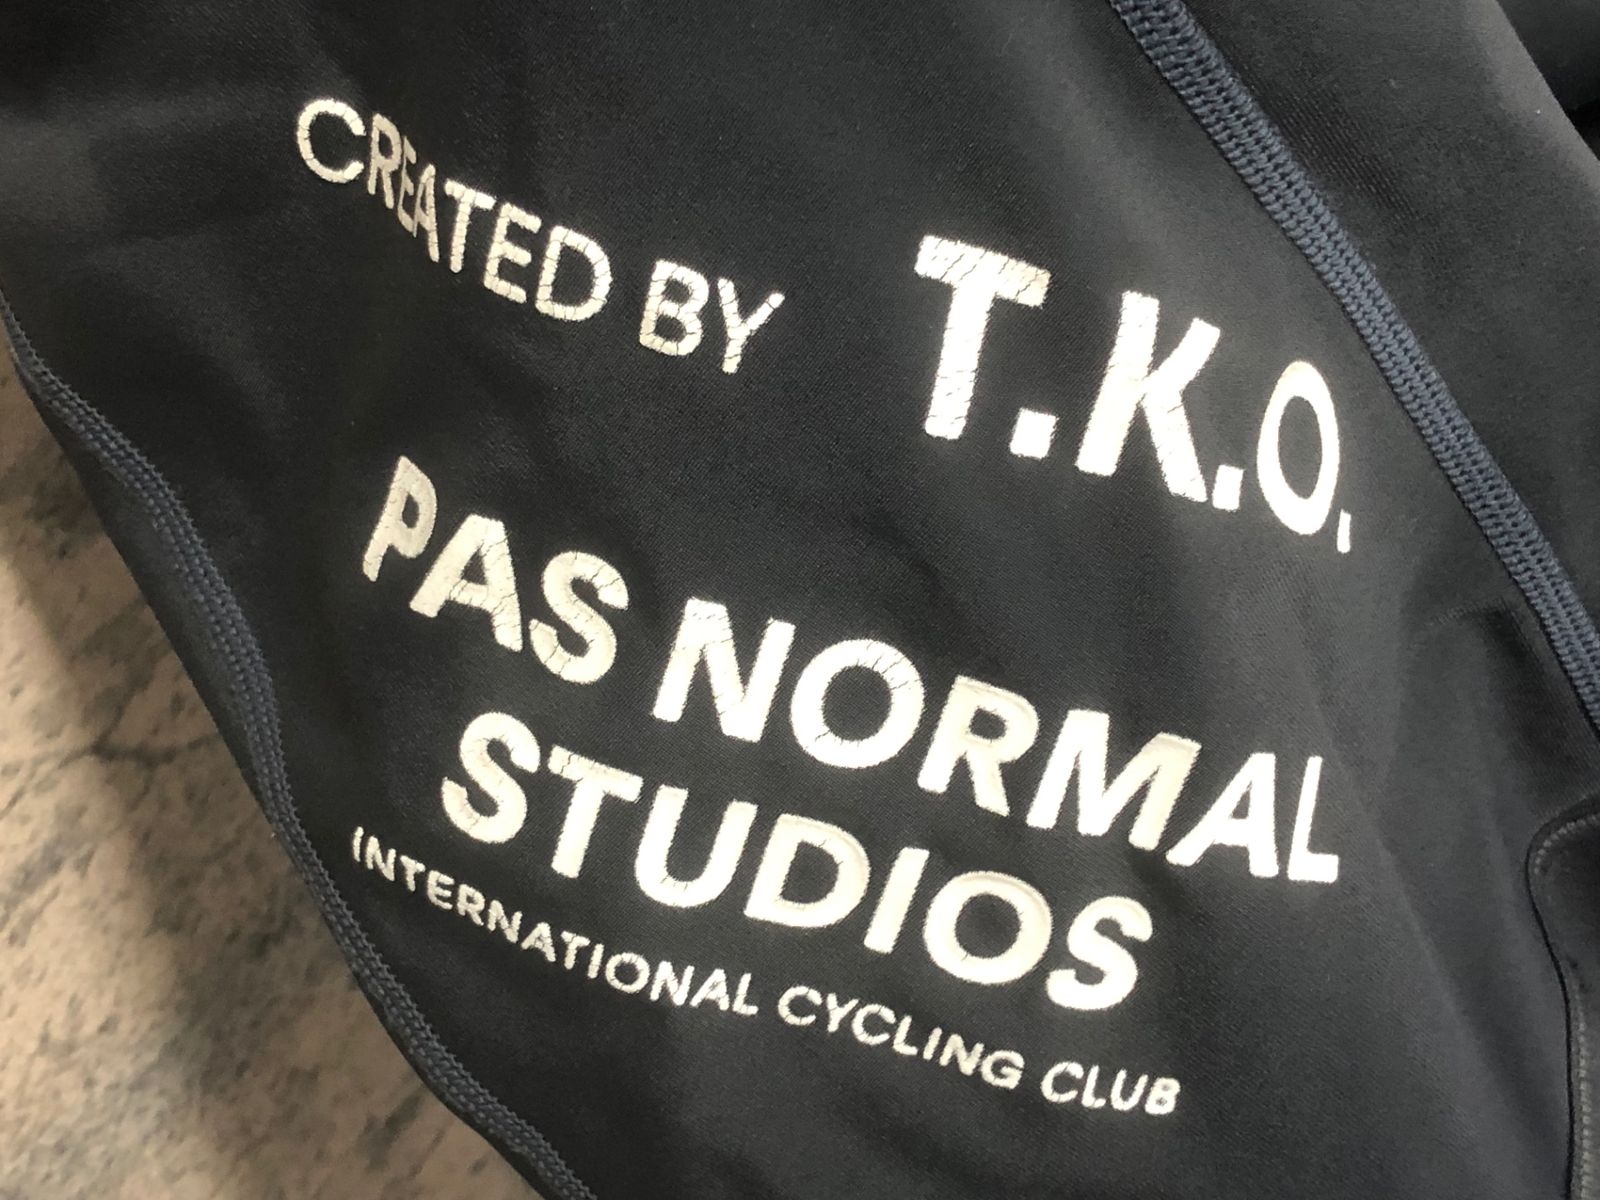 CREATED BY T.K.O.
PAS NORMAL
STUDIOS
INTERNATIONAL CYCLING CLUB